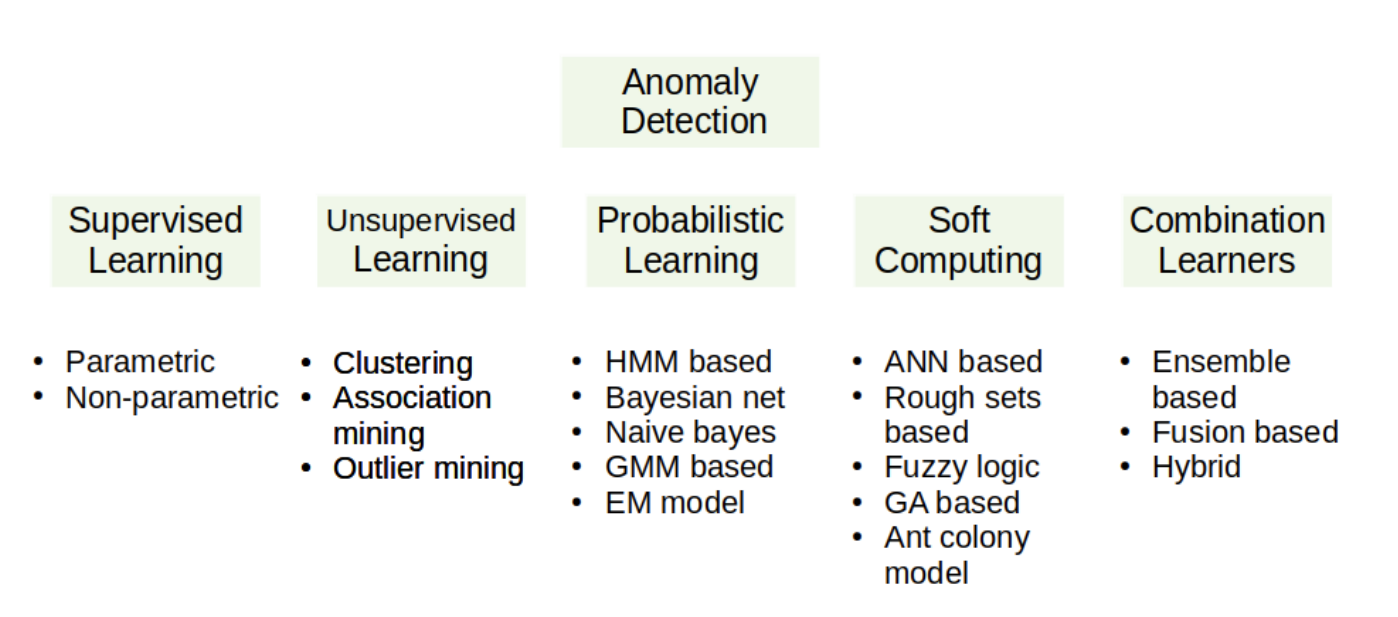 Anomaly
Detection
Supervised
Learning
Unsupervised
Learning
Probabilistic
Learning
Soft
Computing
Combination
Learners
• Parametric
• Non-parametric
• Clustering
• Association
mining
• Outlier mining
• HMM based
• Bayesian net
• Naive bayes
• GMM based
• EM model
• ANN based
• Rough sets
based
• Fuzzy logic
• GA based
• Ant colony
model
• Ensemble
based
• Fusion based
• Hybrid